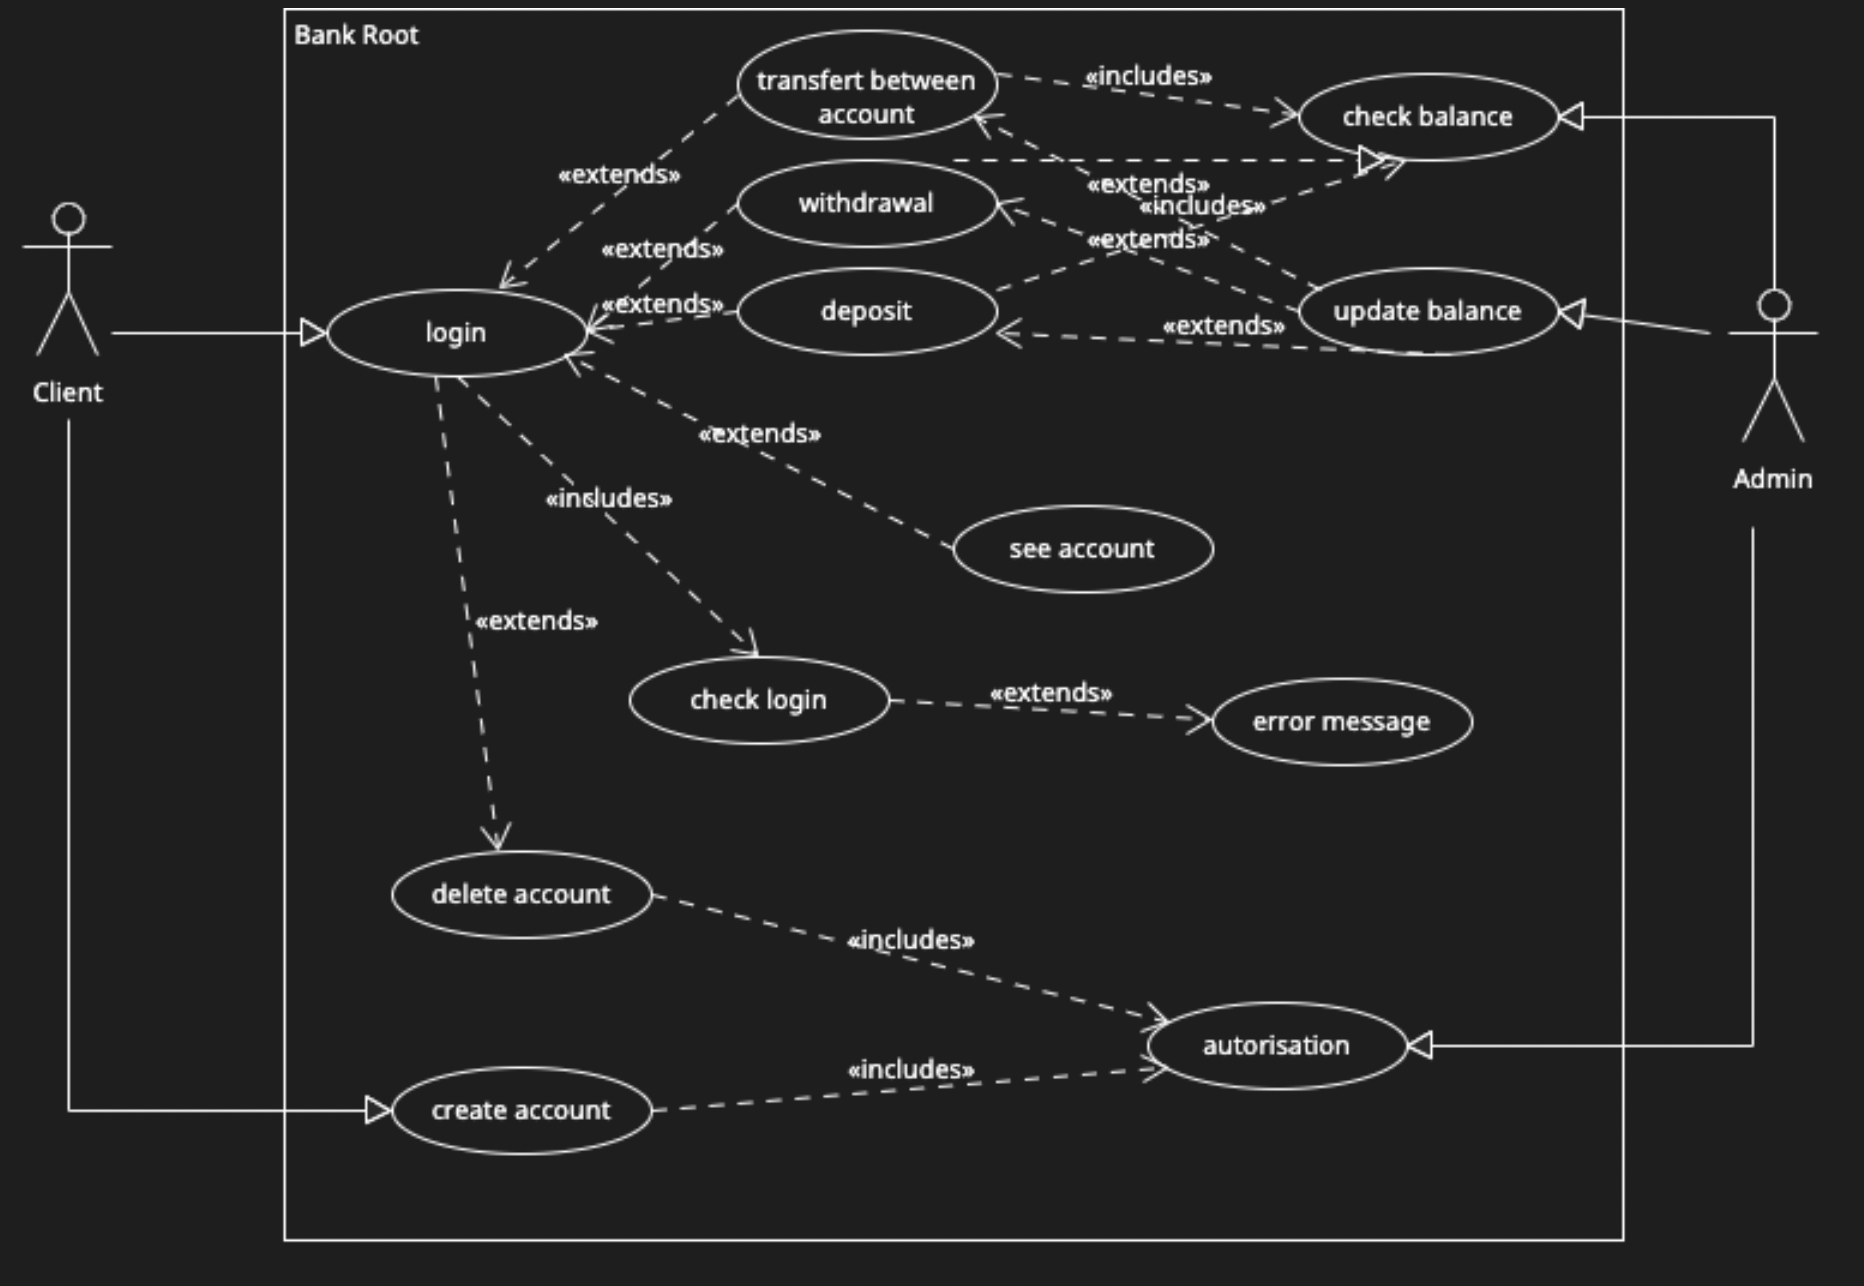 Bank Root
transfert between
account
«includes»
check balance
«extends»
«extends»
«includes»
withdrawal
«extends»
«extends»
«extends»
deposit
update balance
«extends»
login
Client
«extends»
Admin
«includes»
see account
«extends»
check login
«extends»
error message
delete account
«includes»
autorisation
«includes»
create account